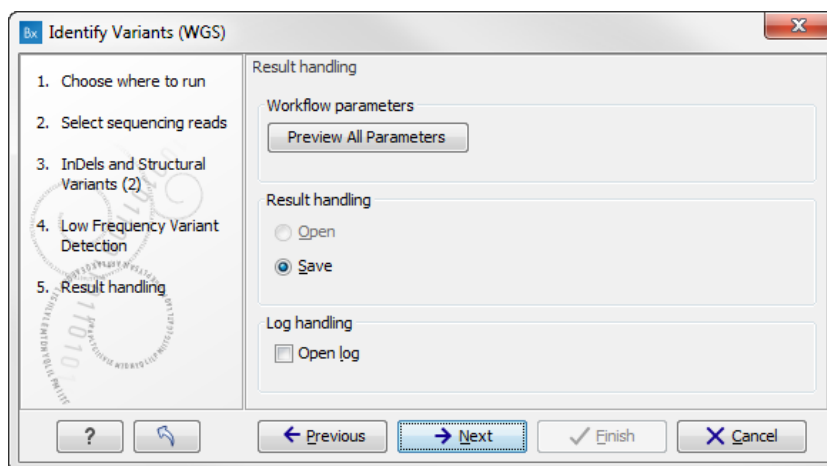 Bx Identify Variants (WGS)
X
1. Choose where to run
2. Select sequencing reads
3. InDels and Structural
Variants (2)
4. Low Frequency Variant
Detection
5. Result handling
Result handling
Workflow parameters
Preview All Parameters
Result handling
Open
Save
Log handling
Open log
?
Previous
Next
Finish
Cancel